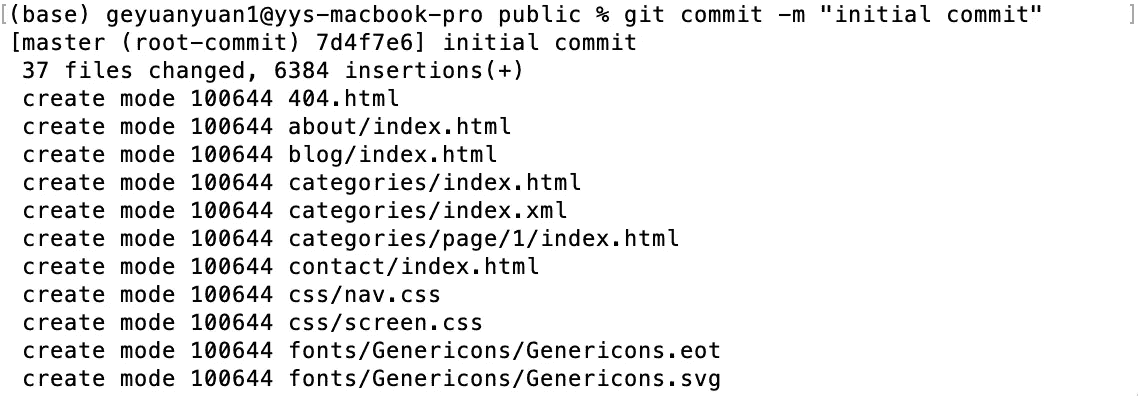 [(base) geyuanyuan1@yys-macbook-pro public % git commit -m "initial commit" ]
[master (root-commit) 7d4f7e6] initial commit
37 files changed, 6384 insertions(+)
create mode 100644 404.html
create mode 100644 about/index.html
create mode 100644 blog/index.html
create mode 100644 categories/index.html
create mode 100644 categories/index.xml
create mode 100644 categories/page/1/index.html
create mode 100644 contact/index.html
create mode 100644 css/nav.css
create mode 100644 css/screen.css
create mode 100644 fonts/Genericons/Genericons.eot
create mode 100644 fonts/Genericons/Genericons.svg